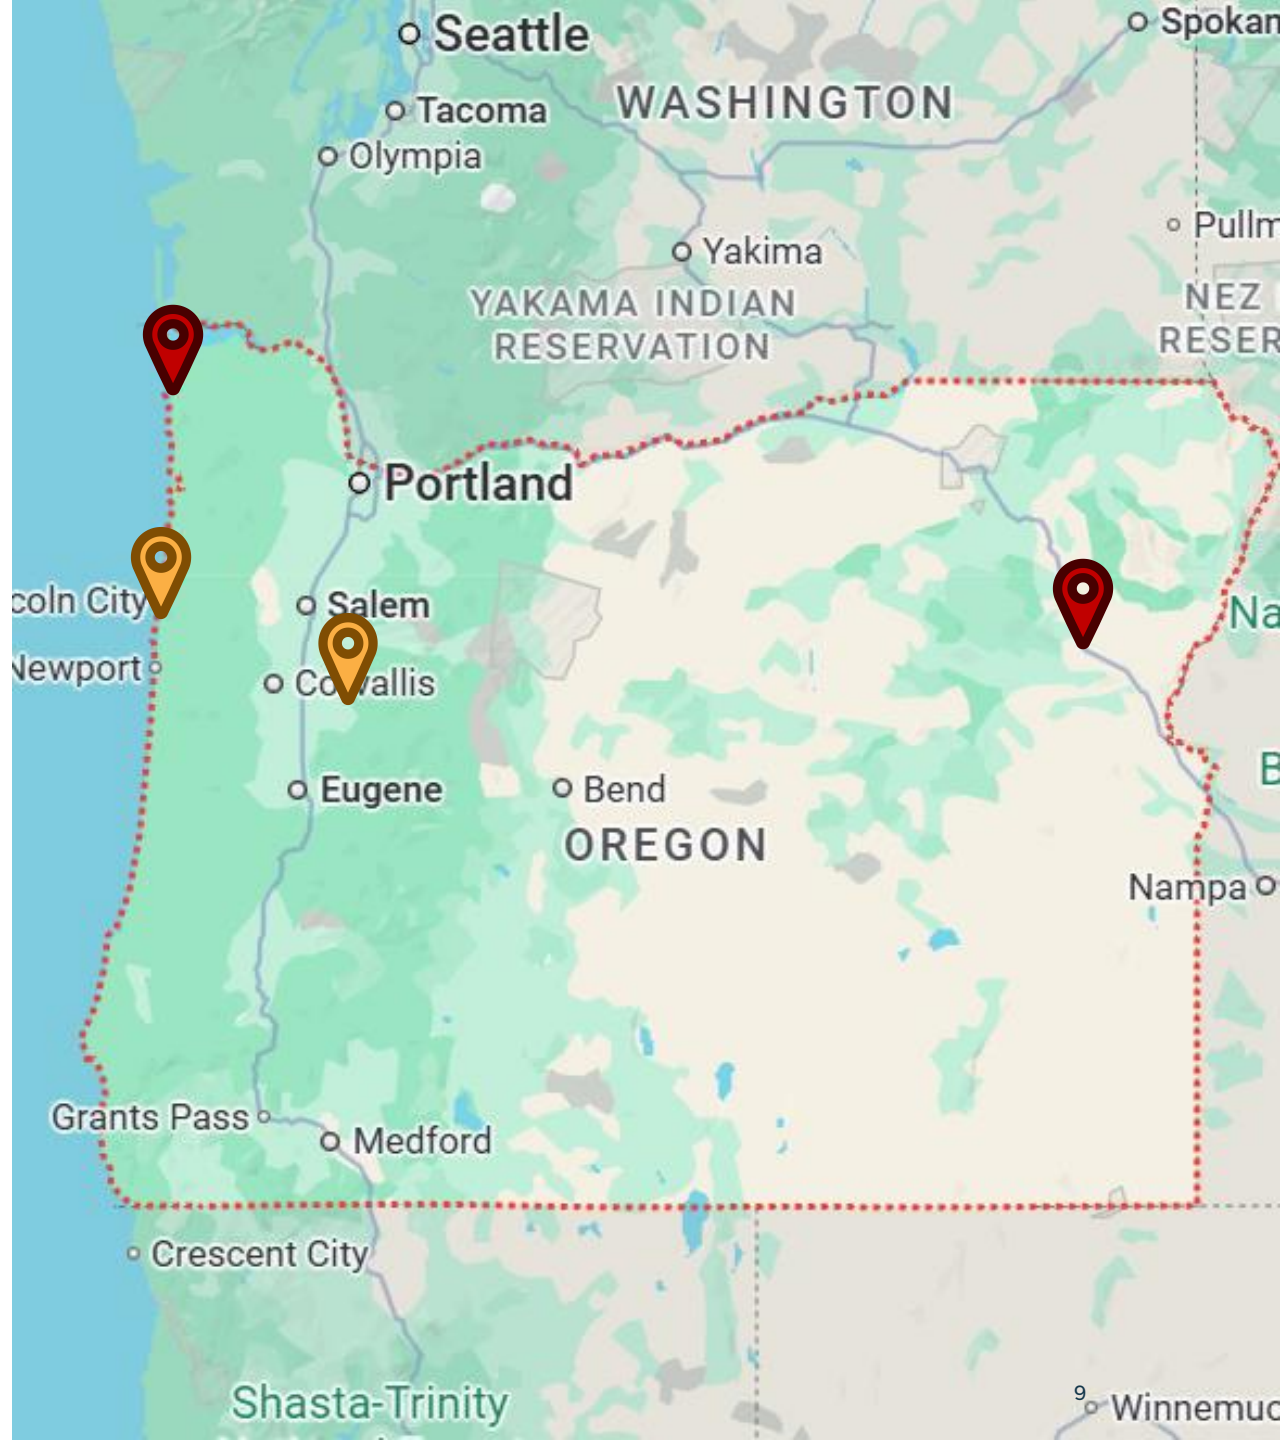 Seattle
Spokan
WASHINGTON
Tacoma
Olympia
Pullm
Yakima
YAKAMA INDIAN
RESERVATION
NEZ
RESER
Portland
coln City
Salem
Na
Newport
Corvallis
B
Eugene
Bend
OREGON
Nampa
Grants Pass
Medford
Crescent City
Shasta-Trinity
9
Winnemuc